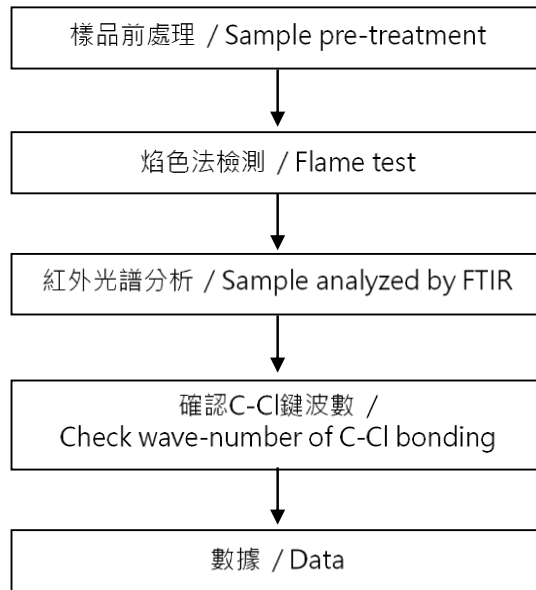 樣品前處理 / Sample pre-treatment
焰色法檢測 / Flame test
紅外光譜分析 / Sample analyzed by FTIR
確認C-Cl鍵波數 /
Check wave-number of C-Cl bonding
數據 / Data